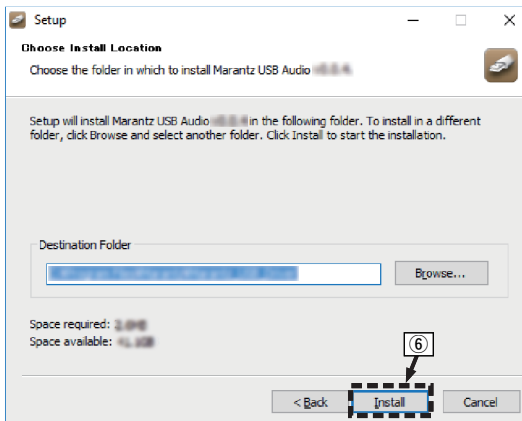 Setup
Choose Install Location
Choose the folder in which to install Marantz USB Audio
Setup will install Marantz USB Audio in the following folder. To install in a different
folder, click Browse and select another folder. Click Install to start the installation.
Destination Folder
Browse...
Space required:
Space available:
⑥
< Back
Install
Cancel